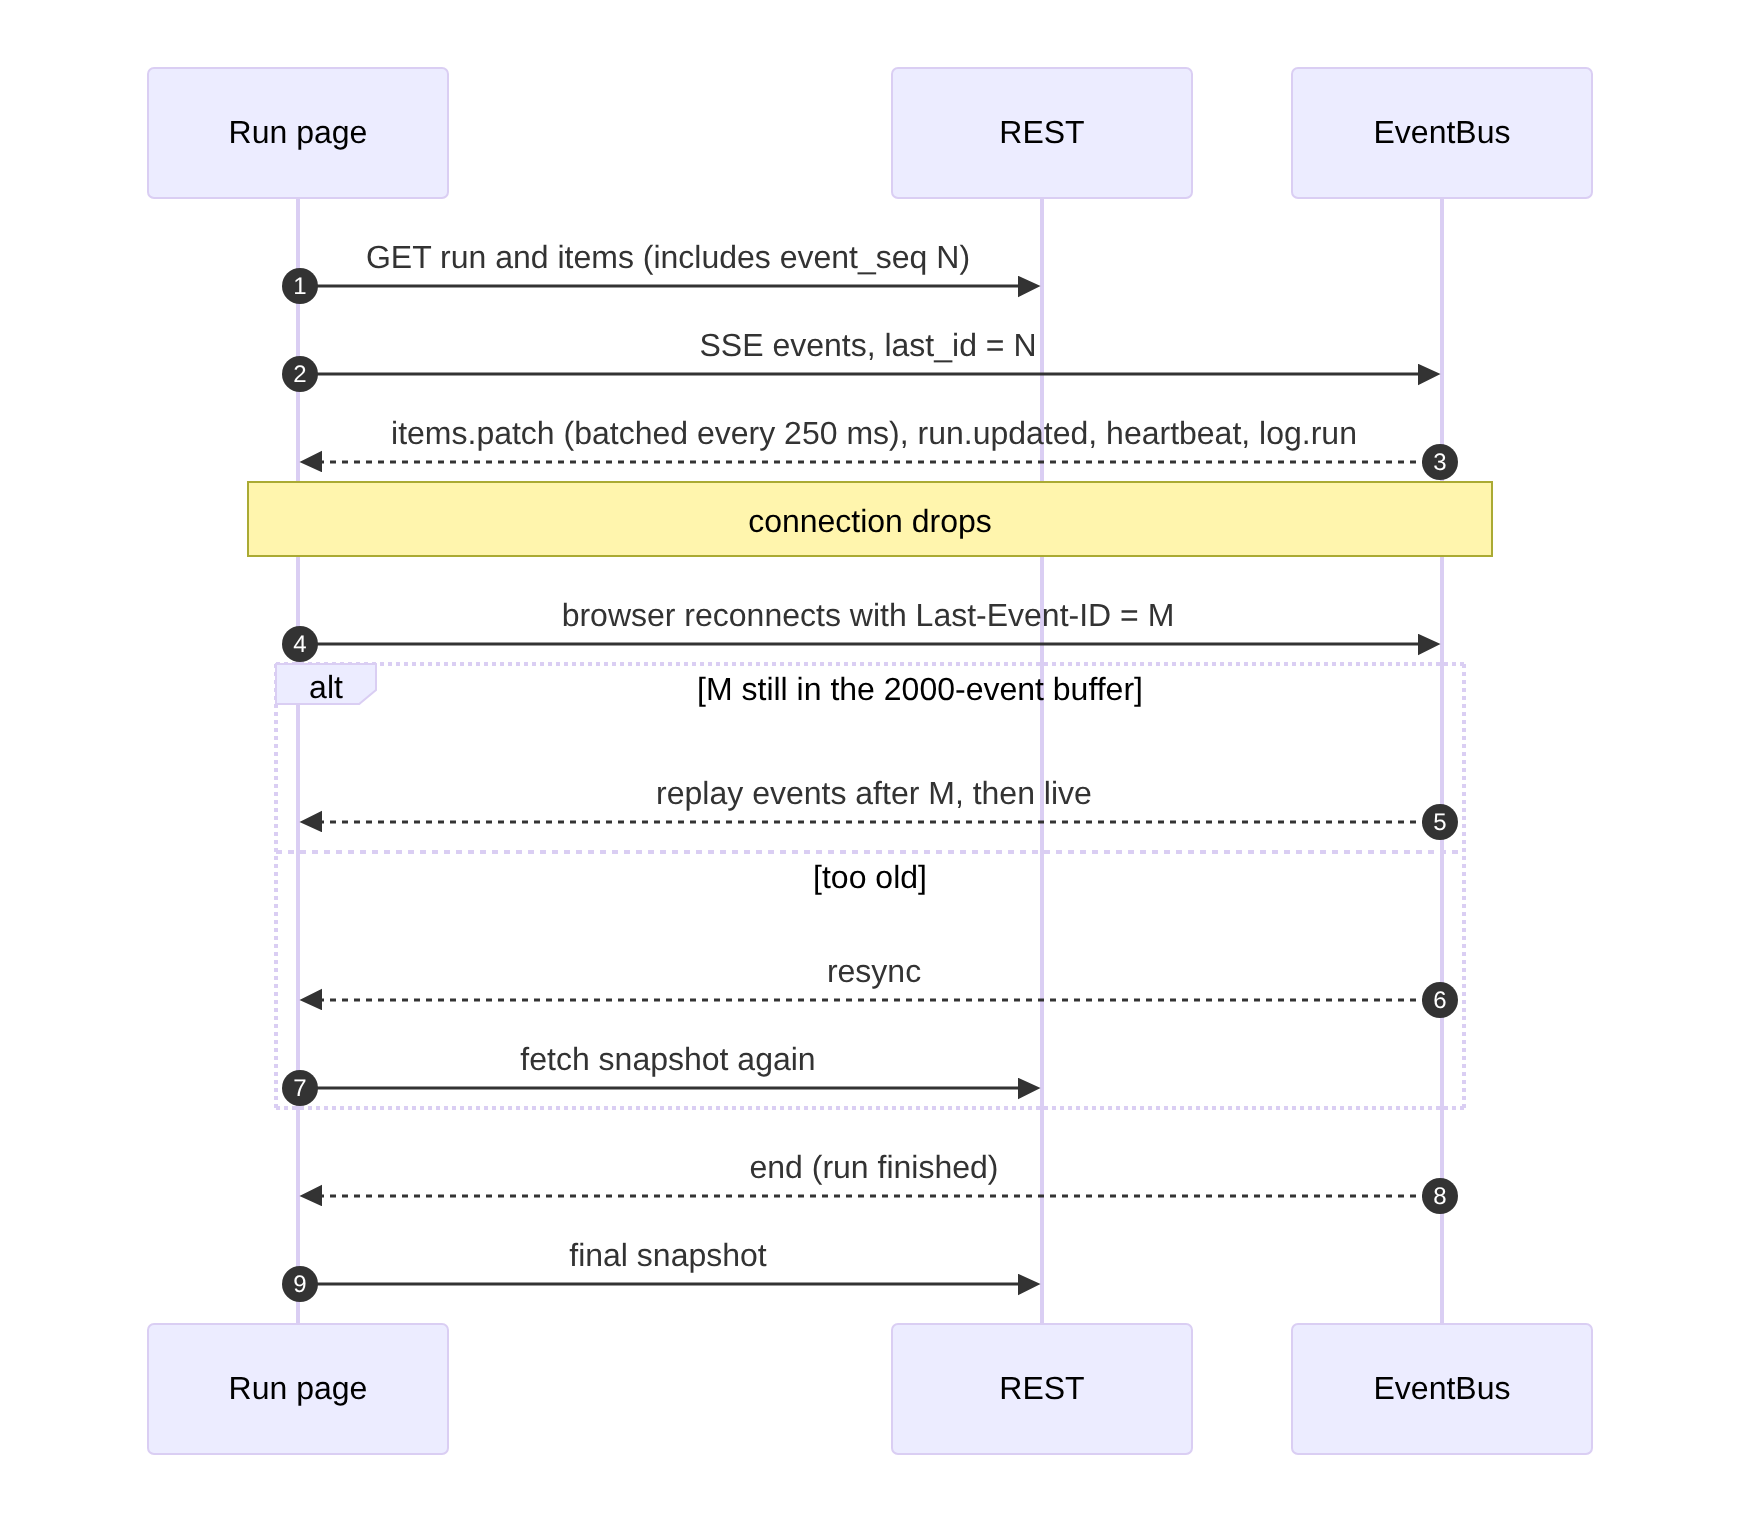 Run page
REST
EventBus
GET run and items (includes event_seq N)
1
SSE events, last_id = N
2
items.patch (batched every 250 ms), run.updated, heartbeat, log.run
3
connection drops
browser reconnects with Last-Event-ID = M
4
alt
[M still in the 2000-event buffer]
replay events after M, then live
5
[too old]
resync
6
fetch snapshot again
7
end (run finished)
8
final snapshot
9
Run page
REST
EventBus